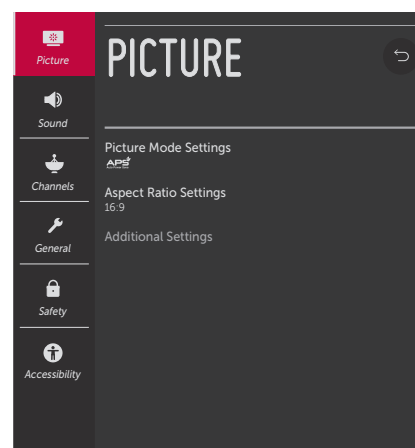 Picture
Sound
Channels
General
Safety
Accessibility
PICTURE
Picture Mode Settings
APS
Aspect Ratio Settings
16:9
Additional Settings